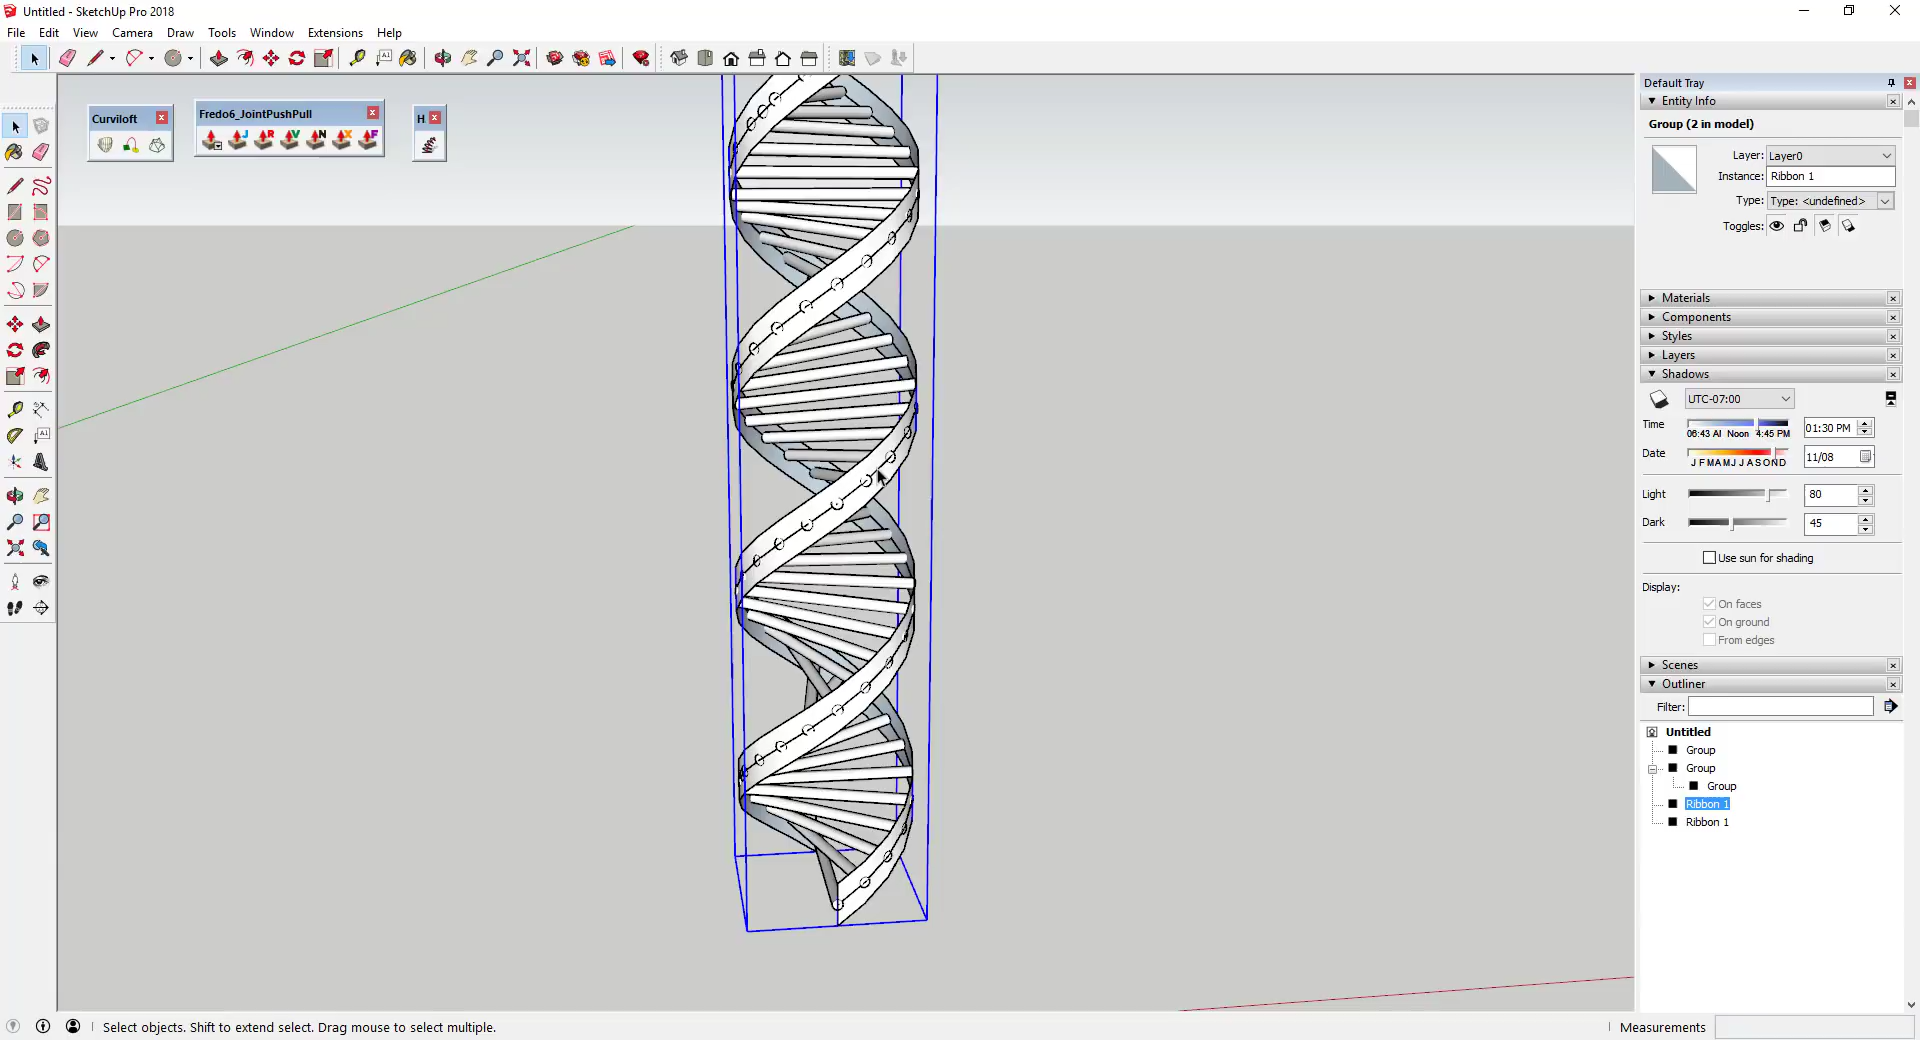 Untitled - SketchUp Pro 2018
File Edit View Camera Draw Tools Window Extensions Help
Default Tray
Entity Info
Group (2 in model)
Layer: Layer0
Instance: Ribbon 1
Type: Type: <undefined>
Toggles:
Curviloft
Fredo6_JointPushPull
H
J R V N X F
A1
A1
Materials
Components
Styles
Layers
Shadows
UTC-07:00
Time 06:43 AI Noon 4:45 PM 01:30 PM
Date J F M A M J J A S O N D 11/08
Light 80
Dark 45
Use sun for shading
Display:
On faces
On ground
From edges
Scenes
Outliner
Filter:
Untitled
Group
Group
Group
Ribbon 1
Ribbon 1
Select objects. Shift to extend select. Drag mouse to select multiple.
Measurements